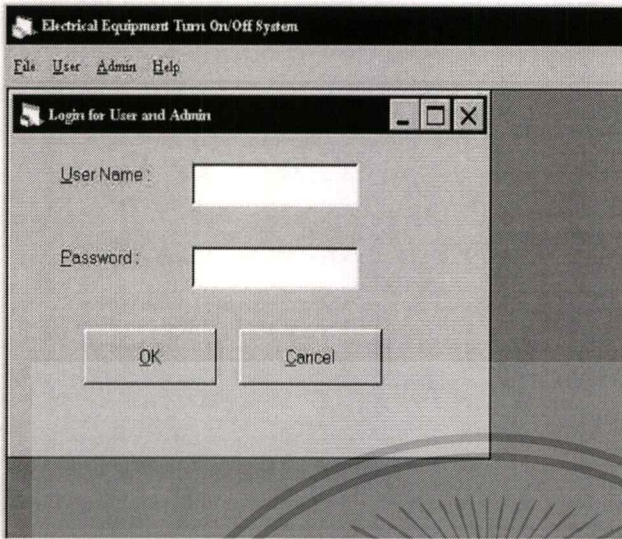 Electrical Equipment Turn On/Off System
File User Admin Help
Login for User and Admin
User Name :
Password :
OK Cancel